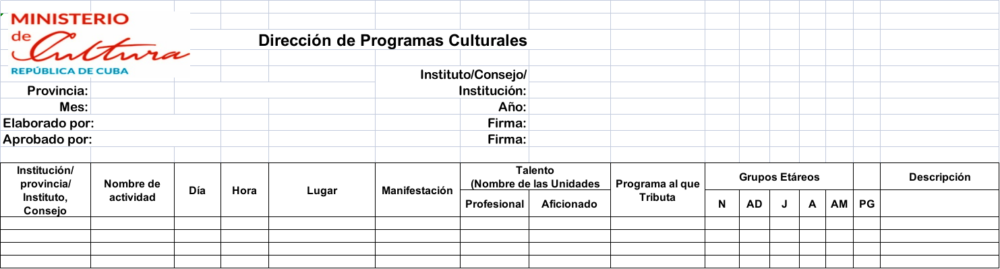 MINISTERIO
de
Cultura
REPÚBLICA DE CUBA
Dirección de Programas Culturales
Instituto/Consejo/
Provincia: Institución:
Mes: Año:
Elaborado por: Firma:
Aprobado por: Firma:
Institución/
provincia/
Instituto,
Consejo
Nombre de
actividad
Día
Hora
Lugar
Manifestación
Talento
(Nombre de las Unidades
Profesional
Aficionado
Programa al que
Tributa
Grupos Etáreos
N AD J A AM PG
Descripción